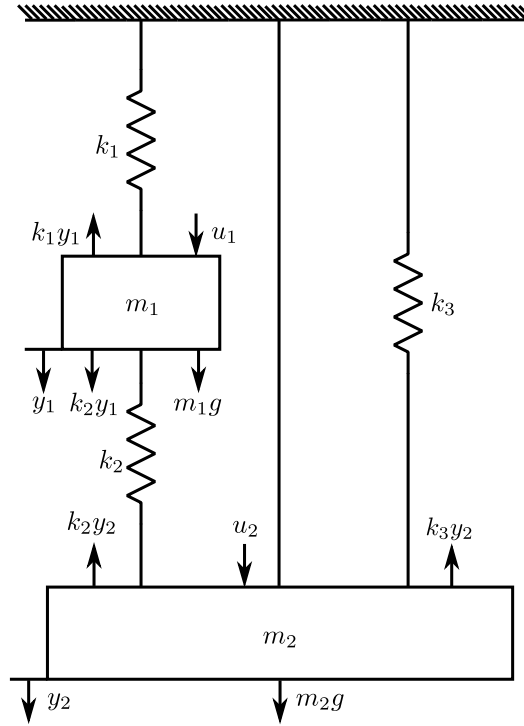 k₁
k₁y₁
u₁
m₁
k₃
y₁
k₂y₁
m₁g
k₂
k₂y₂
u₂
k₃y₂
m₂
y₂
m₂g